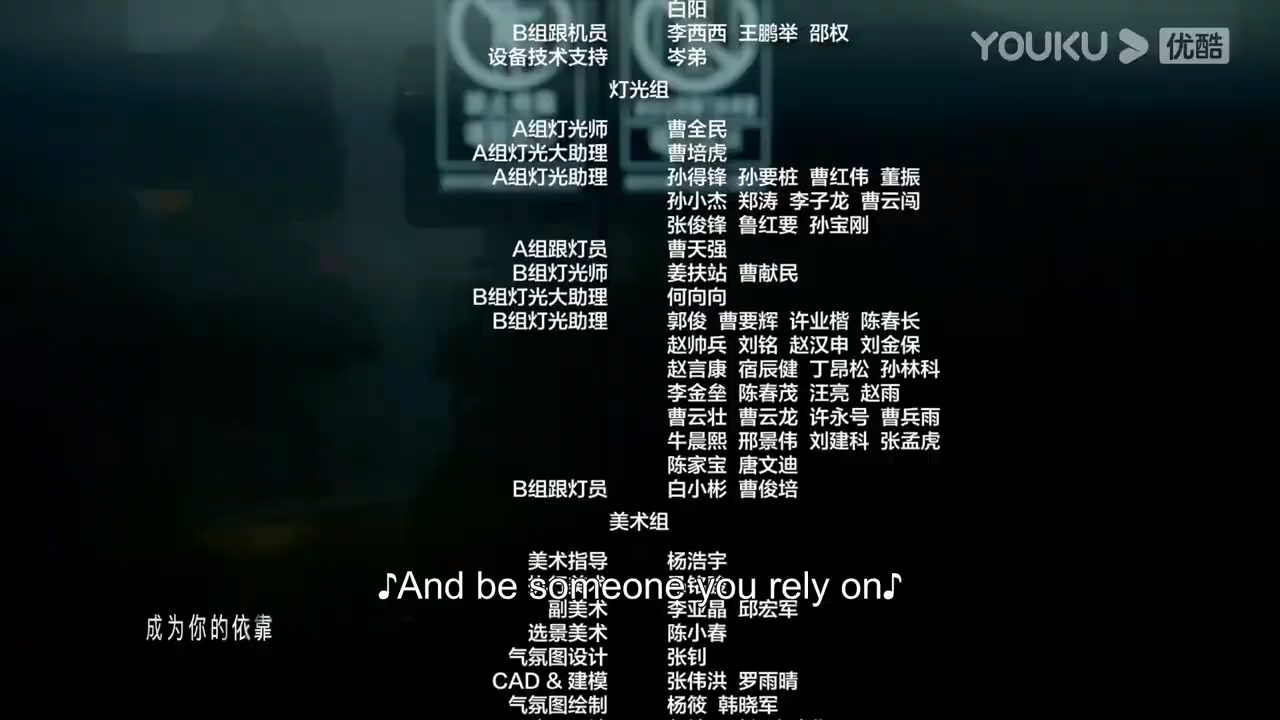 白阳
B组跟机员 李西西 王鹏举 邵权
设备技术支持 岑弟
YOUKU 优酷
灯光组
A组灯光师 曹全民
A组灯光大助理 曹培虎
A组灯光助理 孙得锋 孙要桩 曹红伟 董振
孙小杰 郑涛 李子龙 曹云闯
张俊锋 鲁红要 孙宝刚
A组跟灯员 曹天强
B组灯光师 姜扶站 曹献民
B组灯光大助理 何向向
B组灯光助理 郭俊 曹要辉 许业楷 陈春长
赵帅兵 刘铭 赵汉申 刘金保
赵言康 宿辰健 丁昂松 孙林科
李金垒 陈春茂 汪亮 赵雨
曹云壮 曹云龙 许永号 曹兵雨
牛晨熙 邢景伟 刘建科 张孟虎
陈家宝 唐文迪
B组跟灯员 白小彬 曹俊培
美术组
美术指导 杨浩宇
♪And be someone you rely on♪
副美术 李亚晶 邱宏军
成为你的依靠
选景美术 陈小春
气氛图设计 张钊
CAD & 建模 张伟洪 罗雨晴
气氛图绘制 杨筱 韩晓军